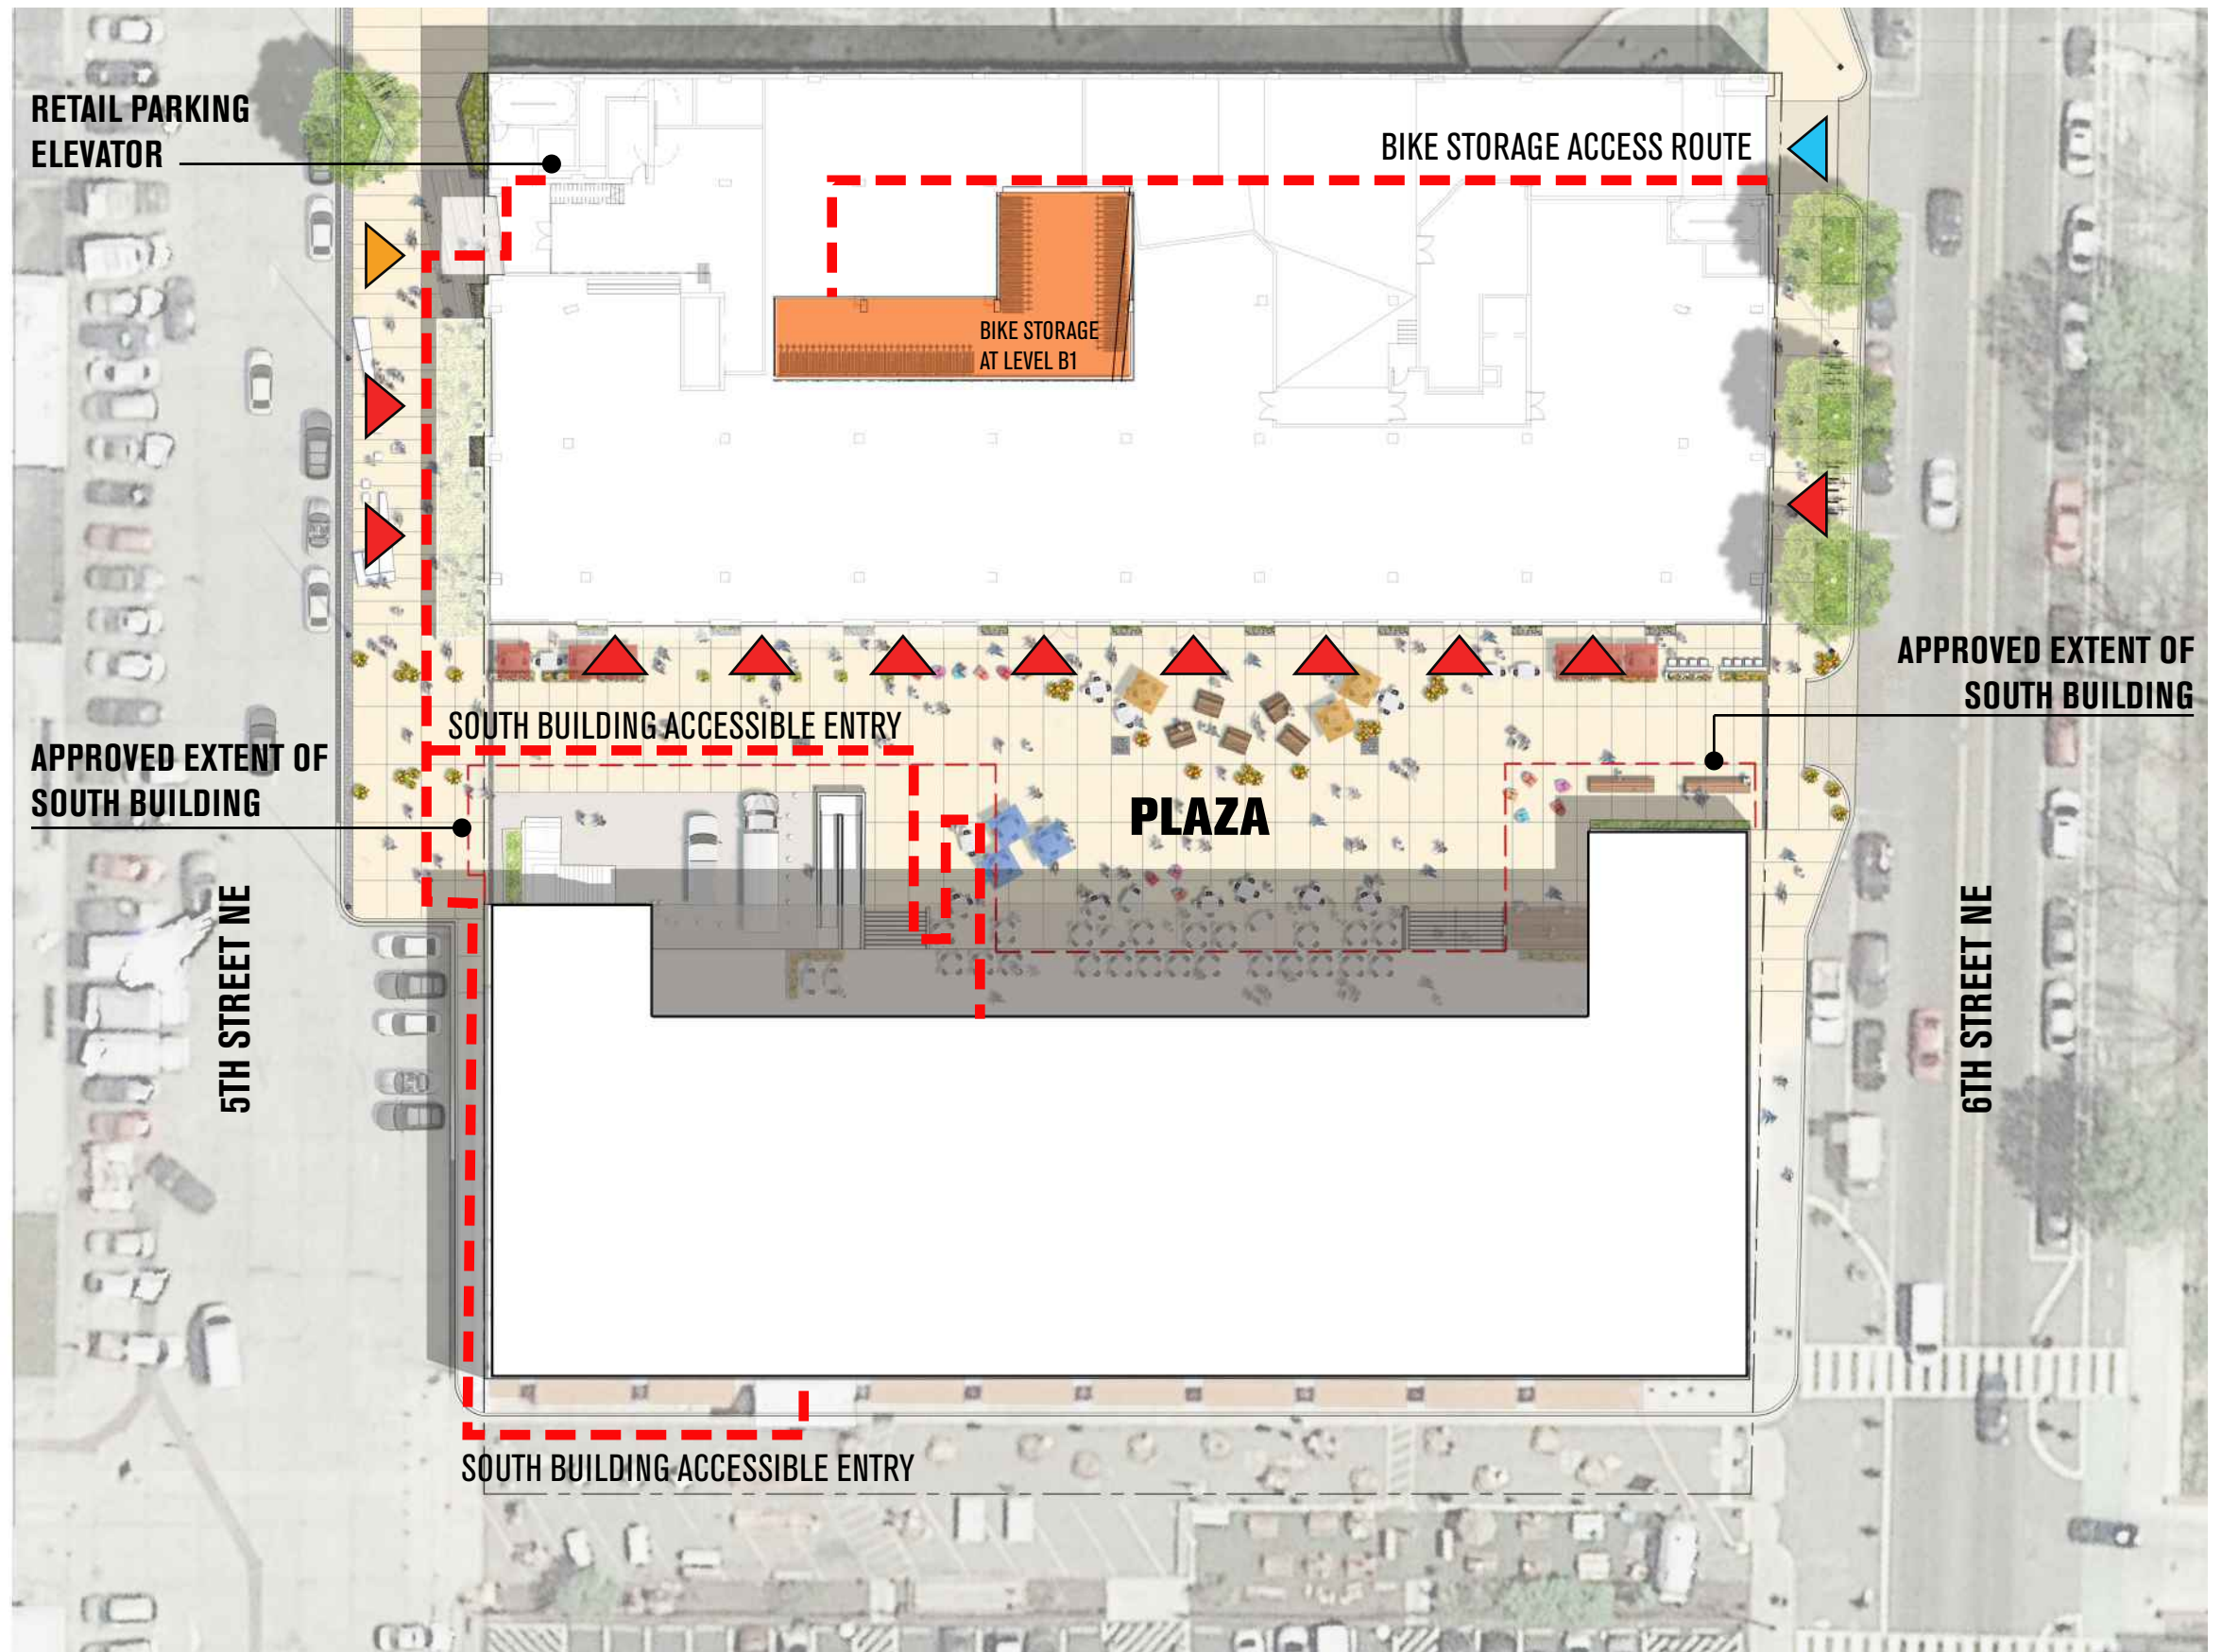 RETAIL PARKING
ELEVATOR
BIKE STORAGE ACCESS ROUTE
BIKE STORAGE
AT LEVEL B1
APPROVED EXTENT OF
SOUTH BUILDING
SOUTH BUILDING ACCESSIBLE ENTRY
APPROVED EXTENT OF
SOUTH BUILDING
PLAZA
5TH STREET NE
6TH STREET NE
SOUTH BUILDING ACCESSIBLE ENTRY